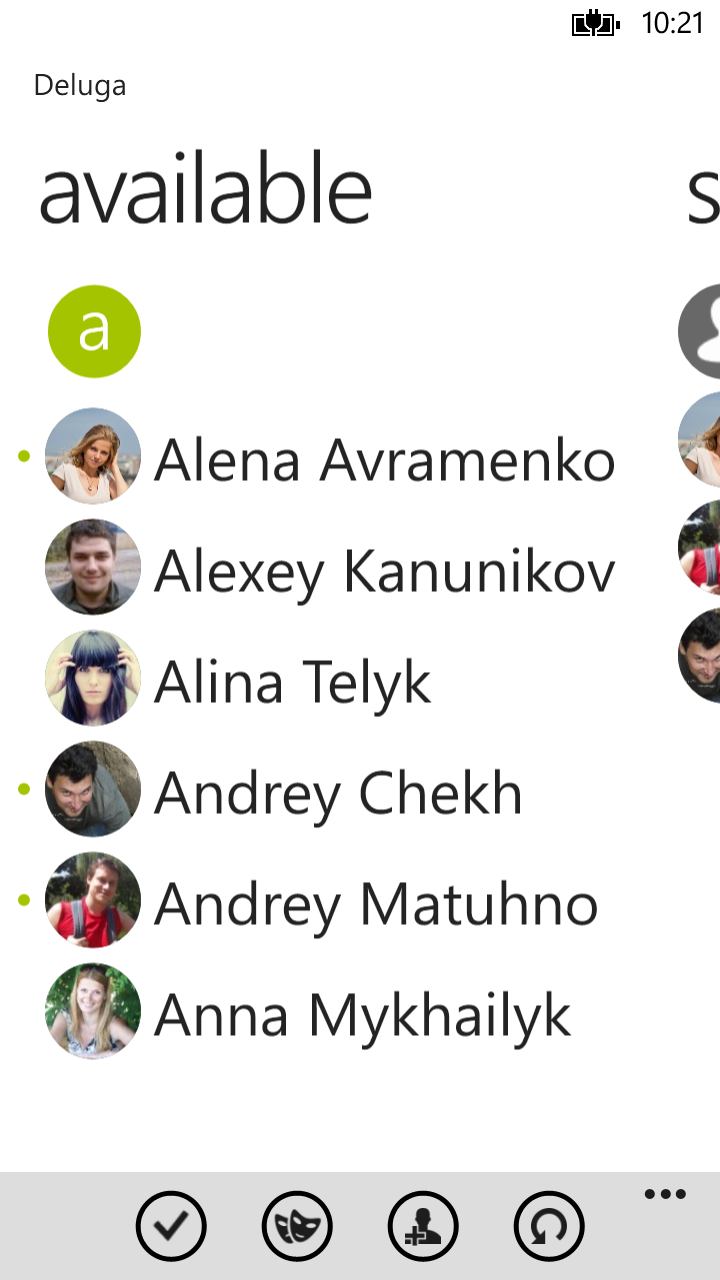 10:21
Deluga
available
s
a
Alena Avramenko
Alexey Kanunikov
Alina Telyk
Andrey Chekh
Andrey Matuhno
Anna Mykhailyk